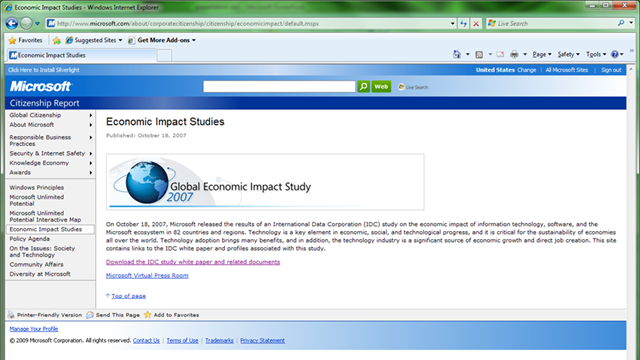 Economic Impact Studies - Windows Internet Explorer
http://www.microsoft.com/about/corporatecitizenship/citizenship/economicimpact/default.mspx
Live Search
Favorites
Suggested Sites
Get More Add-ons
Economic Impact Studies
Page
Safety
Tools
Click Here to Install Silverlight
United States Change | All Microsoft Sites | Sign out
Microsoft
Web
Live Search
Citizenship Report
Global Citizenship
About Microsoft
Responsible Business
Practices
Security & Internet Safety
Knowledge Economy
Awards
Windows Principles
Microsoft Unlimited
Potential
Microsoft Unlimited
Potential Interactive Map
Economic Impact Studies
Policy Agenda
On the Issues: Society
and Technology
Community Affairs
Diversity at Microsoft
Economic Impact Studies
Published: October 18, 2007
Global Economic Impact Study
2007
On October 18, 2007, Microsoft released the results of an International Data Corporation (IDC) study on the economic impact of information technology, software, and the
Microsoft ecosystem in 82 countries and regions. Technology is a key element in economic, social, and technological progress, and it is critical for the sustainability of economies
all over the world. Technology adoption brings many benefits, and in addition, the technology industry is a significant source of economic growth and direct job creation. This site
contains links to the IDC white paper and profiles associated with this study.
Download the IDC study white paper and related documents
Microsoft Virtual Press Room
Top of page
Printer-Friendly Version
Send This Page
Add to Favorites
Manage Your Profile
© 2009 Microsoft Corporation. All rights reserved. Contact Us | Terms of Use | Trademarks | Privacy Statement